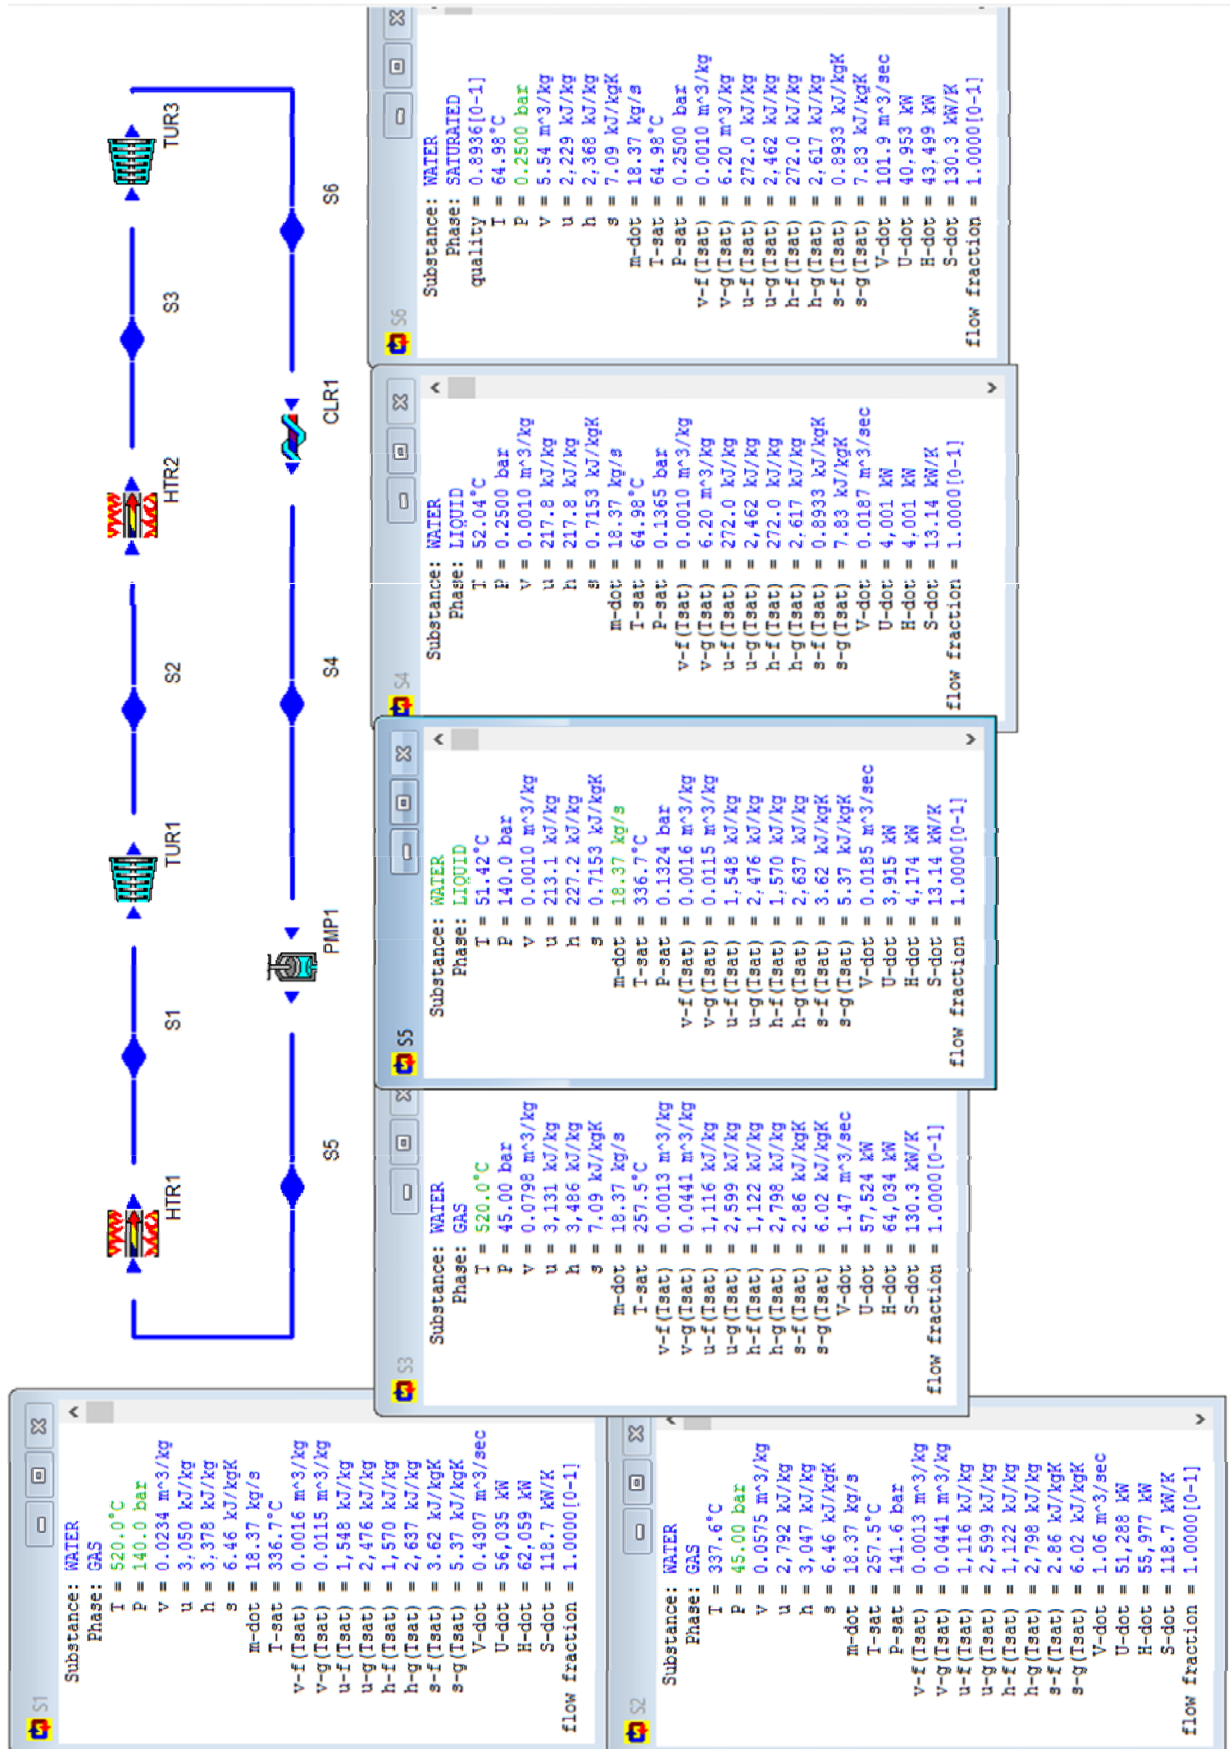 HTR1
S1
TUR1
S2
HTR2
S3
TUR3
S5
PMP1
S4
CLR1
S6
S1
Substance: WATER
Phase: GAS
T = 520.0°C
P = 140.0 bar
v = 0.0234 m^3/kg
u = 3,050 kJ/kg
h = 3,378 kJ/kg
s = 6.46 kJ/kgK
m-dot = 18.37 kg/s
T-sat = 336.7°C
v-f(Tsat) = 0.0016 m^3/kg
v-g(Tsat) = 0.0115 m^3/kg
u-f(Tsat) = 1,548 kJ/kg
u-g(Tsat) = 2,476 kJ/kg
h-f(Tsat) = 1,570 kJ/kg
h-g(Tsat) = 2,637 kJ/kg
s-f(Tsat) = 3.62 kJ/kgK
s-g(Tsat) = 5.37 kJ/kgK
V-dot = 0.4307 m^3/sec
U-dot = 56,035 kW
H-dot = 62,059 kW
S-dot = 118.7 kW/K
flow fraction = 1.0000[0-1]
S2
Substance: WATER
Phase: GAS
T = 337.6°C
P = 45.00 bar
v = 0.0575 m^3/kg
u = 2,792 kJ/kg
h = 3,047 kJ/kg
s = 6.46 kJ/kgK
m-dot = 18.37 kg/s
T-sat = 257.5°C
P-sat = 141.6 bar
v-f(Tsat) = 0.0013 m^3/kg
v-g(Tsat) = 0.0441 m^3/kg
u-f(Tsat) = 1,116 kJ/kg
u-g(Tsat) = 2,599 kJ/kg
h-f(Tsat) = 1,122 kJ/kg
h-g(Tsat) = 2,798 kJ/kg
s-f(Tsat) = 2.86 kJ/kgK
s-g(Tsat) = 6.02 kJ/kgK
V-dot = 1.06 m^3/sec
U-dot = 51,288 kW
H-dot = 55,977 kW
S-dot = 118.7 kW/K
flow fraction = 1.0000[0-1]
S3
Substance: WATER
Phase: GAS
T = 520.0°C
P = 45.00 bar
v = 0.0798 m^3/kg
u = 3,131 kJ/kg
h = 3,486 kJ/kg
s = 7.09 kJ/kgK
m-dot = 18.37 kg/s
T-sat = 257.5°C
v-f(Tsat) = 0.0013 m^3/kg
v-g(Tsat) = 0.0441 m^3/kg
u-f(Tsat) = 1,116 kJ/kg
u-g(Tsat) = 2,599 kJ/kg
h-f(Tsat) = 1,122 kJ/kg
h-g(Tsat) = 2,798 kJ/kg
s-f(Tsat) = 2.86 kJ/kgK
s-g(Tsat) = 6.02 kJ/kgK
V-dot = 1.47 m^3/sec
U-dot = 57,524 kW
H-dot = 64,034 kW
S-dot = 130.3 kW/K
flow fraction = 1.0000[0-1]
S5
Substance: WATER
Phase: LIQUID
T = 51.42°C
P = 140.0 bar
v = 0.0010 m^3/kg
u = 213.1 kJ/kg
h = 227.2 kJ/kg
s = 0.7153 kJ/kgK
m-dot = 18.37 kg/s
T-sat = 336.7°C
P-sat = 0.1324 bar
v-f(Tsat) = 0.0016 m^3/kg
v-g(Tsat) = 0.0115 m^3/kg
u-f(Tsat) = 1,548 kJ/kg
u-g(Tsat) = 2,476 kJ/kg
h-f(Tsat) = 1,570 kJ/kg
h-g(Tsat) = 2,637 kJ/kg
s-f(Tsat) = 3.62 kJ/kgK
s-g(Tsat) = 5.37 kJ/kgK
V-dot = 0.0185 m^3/sec
U-dot = 3,915 kW
H-dot = 4,174 kW
S-dot = 13.14 kW/K
flow fraction = 1.0000[0-1]
S4
Substance: WATER
Phase: LIQUID
T = 52.04°C
P = 0.2500 bar
v = 0.0010 m^3/kg
u = 217.8 kJ/kg
h = 217.8 kJ/kg
s = 0.7153 kJ/kgK
m-dot = 18.37 kg/s
T-sat = 64.98°C
P-sat = 0.1365 bar
v-f(Tsat) = 0.0010 m^3/kg
v-g(Tsat) = 6.20 m^3/kg
u-f(Tsat) = 272.0 kJ/kg
u-g(Tsat) = 2,462 kJ/kg
h-f(Tsat) = 272.0 kJ/kg
h-g(Tsat) = 2,617 kJ/kg
s-f(Tsat) = 0.8933 kJ/kgK
s-g(Tsat) = 7.83 kJ/kgK
V-dot = 0.0187 m^3/sec
U-dot = 4,001 kW
H-dot = 4,001 kW
S-dot = 13.14 kW/K
flow fraction = 1.0000[0-1]
S6
Substance: WATER
Phase: SATURATED
quality = 0.8936[0-1]
T = 64.98°C
P = 0.2500 bar
v = 5.54 m^3/kg
u = 2,229 kJ/kg
h = 2,368 kJ/kg
s = 7.09 kJ/kgK
m-dot = 18.37 kg/s
T-sat = 64.98°C
P-sat = 0.2500 bar
v-f(Tsat) = 0.0010 m^3/kg
v-g(Tsat) = 6.20 m^3/kg
u-f(Tsat) = 272.0 kJ/kg
u-g(Tsat) = 2,462 kJ/kg
h-f(Tsat) = 272.0 kJ/kg
h-g(Tsat) = 2,617 kJ/kg
s-f(Tsat) = 0.8933 kJ/kgK
s-g(Tsat) = 7.83 kJ/kgK
V-dot = 101.9 m^3/sec
U-dot = 40,953 kW
H-dot = 43,499 kW
S-dot = 130.3 kW/K
flow fraction = 1.0000[0-1]